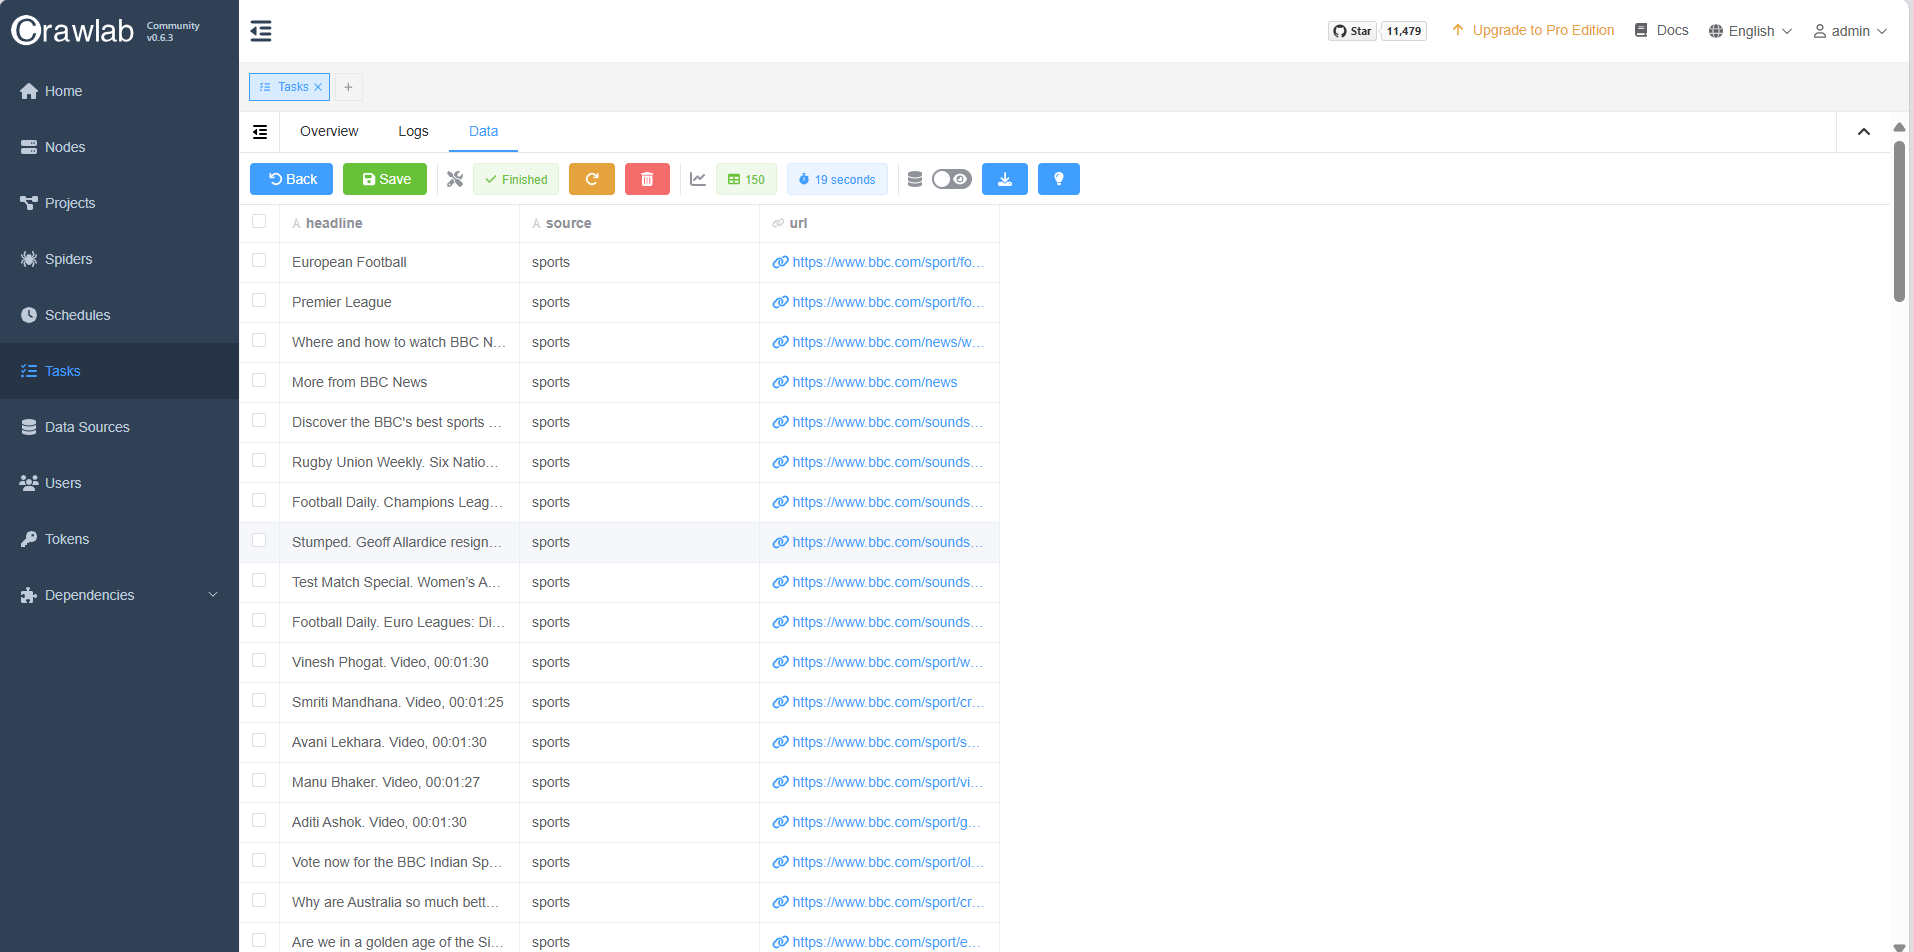 Crawlab
Community
v0.6.3
Star 11,479 Upgrade to Pro Edition Docs English admin
Home
Nodes
Projects
Spiders
Schedules
Tasks
Data Sources
Users
Tokens
Dependencies
Tasks × +
Overview Logs Data
Back Save Finished 150 19 seconds
A headline A source url
European Football sports https://www.bbc.com/sport/fo...
Premier League sports https://www.bbc.com/sport/fo...
Where and how to watch BBC N... sports https://www.bbc.com/news/w...
More from BBC News sports https://www.bbc.com/news
Discover the BBC's best sports ... sports https://www.bbc.com/sounds...
Rugby Union Weekly. Six Natio... sports https://www.bbc.com/sounds...
Football Daily. Champions Leag... sports https://www.bbc.com/sounds...
Stumped. Geoff Allardice resign... sports https://www.bbc.com/sounds...
Test Match Special. Women's A... sports https://www.bbc.com/sounds...
Football Daily. Euro Leagues: Di... sports https://www.bbc.com/sounds...
Vinesh Phogat. Video, 00:01:30 sports https://www.bbc.com/sport/w...
Smriti Mandhana. Video, 00:01:25 sports https://www.bbc.com/sport/cr...
Avani Lekhara. Video, 00:01:30 sports https://www.bbc.com/sport/s...
Manu Bhaker. Video, 00:01:27 sports https://www.bbc.com/sport/vi...
Aditi Ashok. Video, 00:01:30 sports https://www.bbc.com/sport/g...
Vote now for the BBC Indian Sp... sports https://www.bbc.com/sport/ol...
Why are Australia so much bett... sports https://www.bbc.com/sport/cr...
Are we in a golden age of the Si... sports https://www.bbc.com/sport/e...